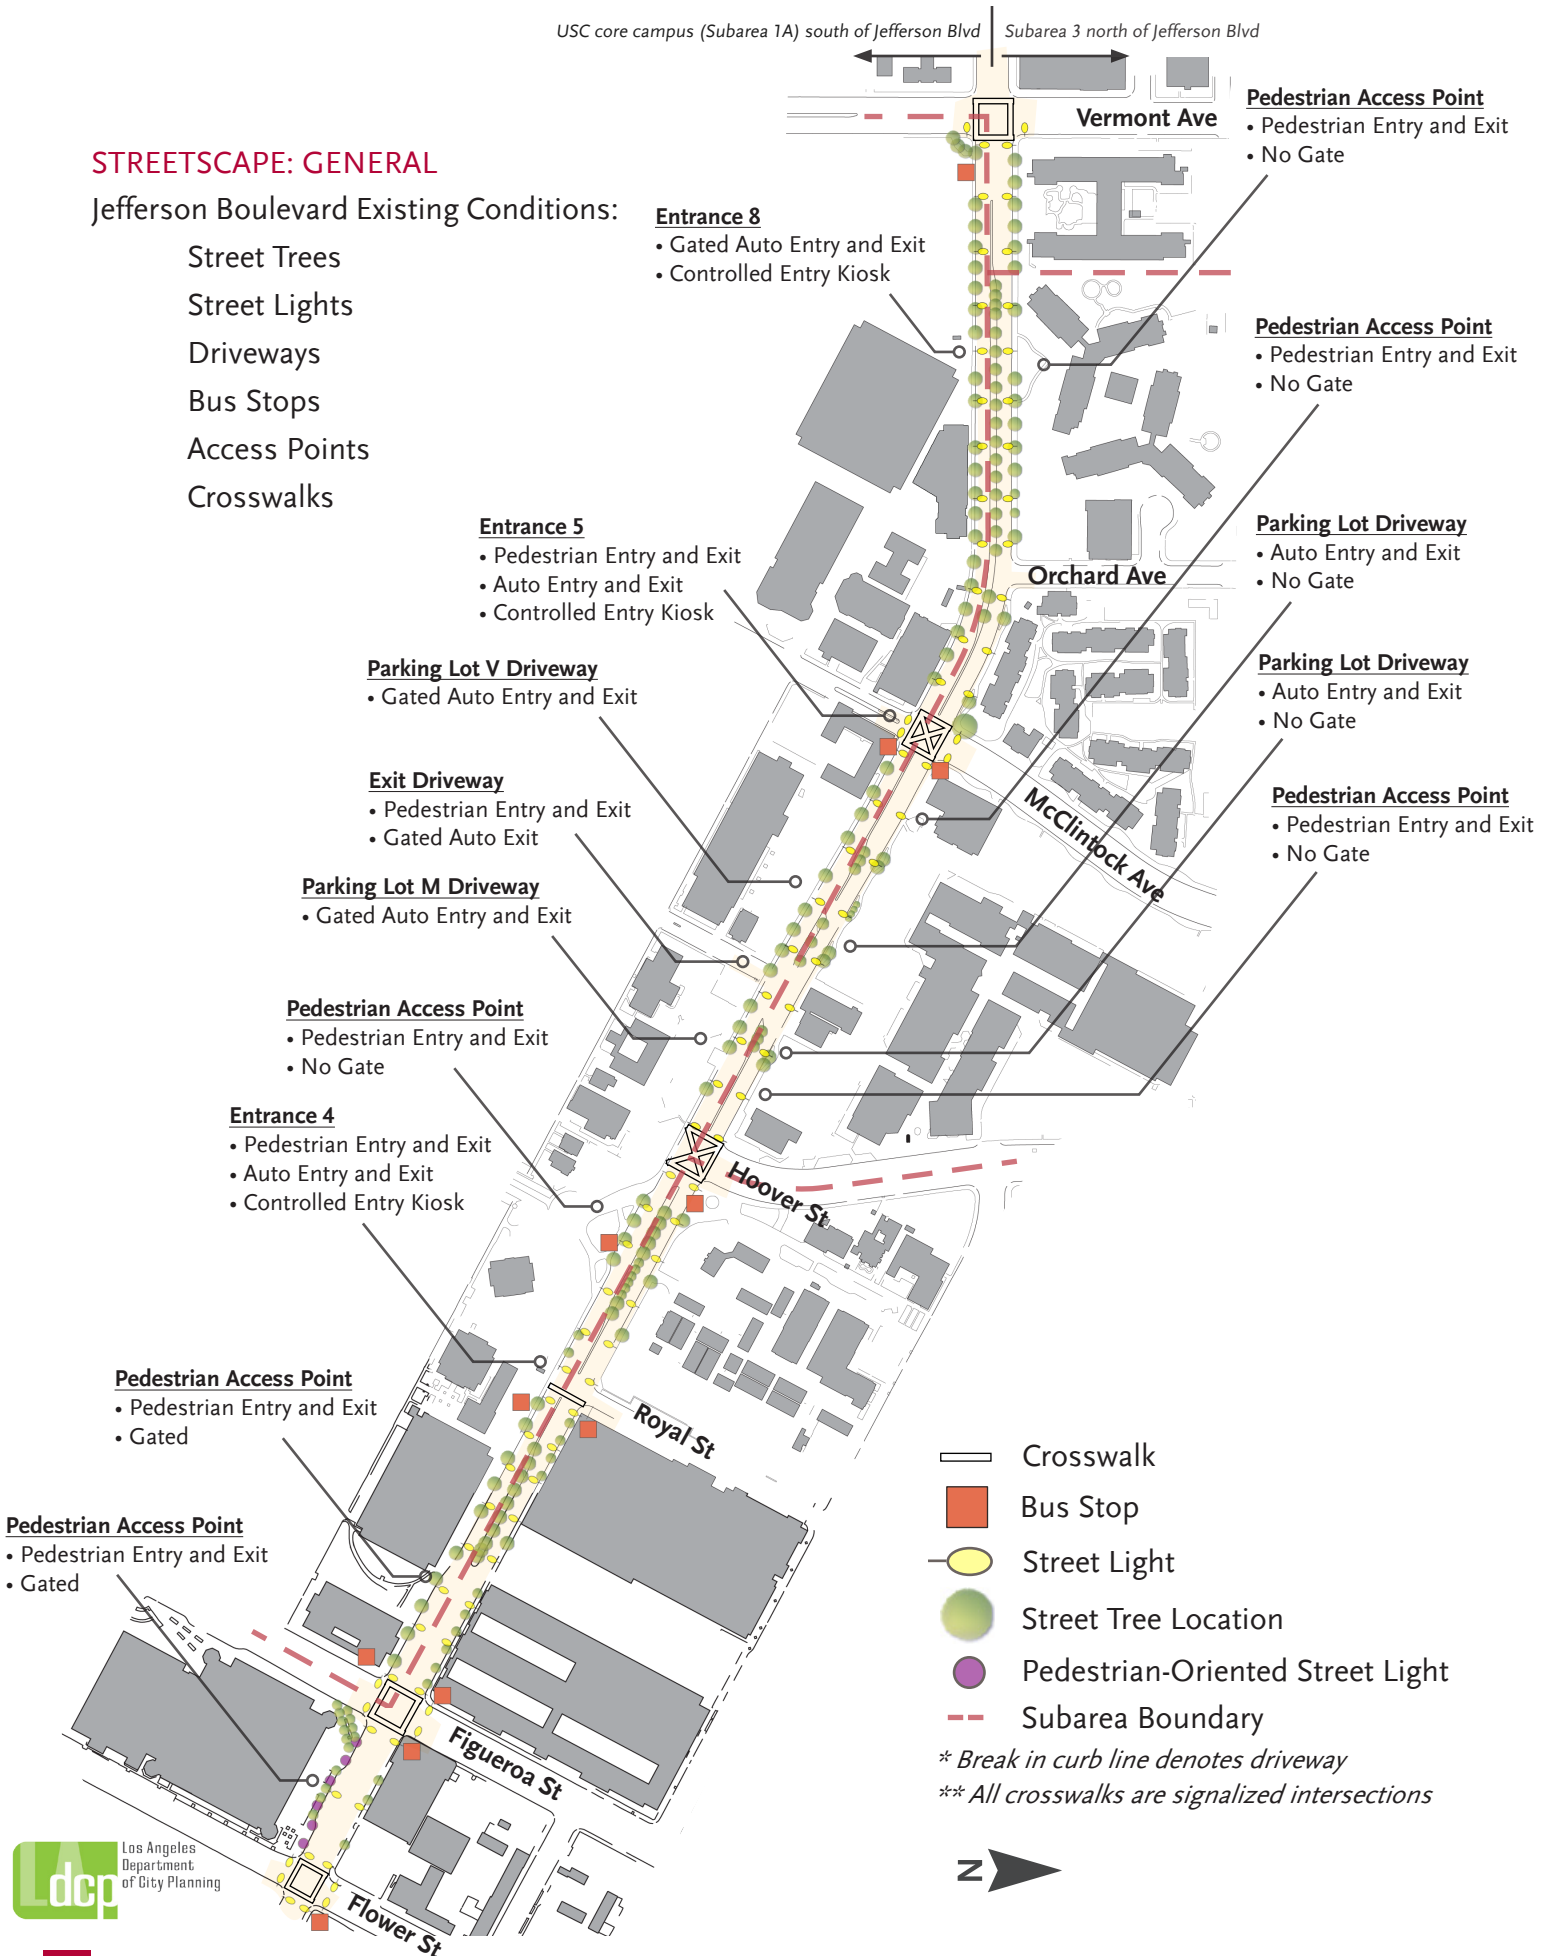 USC core campus (Subarea 1A) south of Jefferson Blvd
Subarea 3 north of Jefferson Blvd
STREETSCAPE: GENERAL
Jefferson Boulevard Existing Conditions:
Street Trees
Street Lights
Driveways
Bus Stops
Access Points
Crosswalks
Vermont Ave
Pedestrian Access Point
• Pedestrian Entry and Exit
• No Gate
Entrance 8
• Gated Auto Entry and Exit
• Controlled Entry Kiosk
Pedestrian Access Point
• Pedestrian Entry and Exit
• No Gate
Entrance 5
• Pedestrian Entry and Exit
• Auto Entry and Exit
• Controlled Entry Kiosk
Parking Lot Driveway
• Auto Entry and Exit
• No Gate
Orchard Ave
Parking Lot V Driveway
• Gated Auto Entry and Exit
Parking Lot Driveway
• Auto Entry and Exit
• No Gate
Exit Driveway
• Pedestrian Entry and Exit
• Gated Auto Exit
McClintock Ave
Pedestrian Access Point
• Pedestrian Entry and Exit
• No Gate
Parking Lot M Driveway
• Gated Auto Entry and Exit
Pedestrian Access Point
• Pedestrian Entry and Exit
• No Gate
Entrance 4
• Pedestrian Entry and Exit
• Auto Entry and Exit
• Controlled Entry Kiosk
Hoover St
Pedestrian Access Point
• Pedestrian Entry and Exit
• Gated
Royal St
Pedestrian Access Point
• Pedestrian Entry and Exit
• Gated
Figueroa St
Flower St
Crosswalk
Bus Stop
Street Light
Street Tree Location
Pedestrian-Oriented Street Light
Subarea Boundary
* Break in curb line denotes driveway
** All crosswalks are signalized intersections
N
LA
dcp
Los Angeles
Department
of City Planning